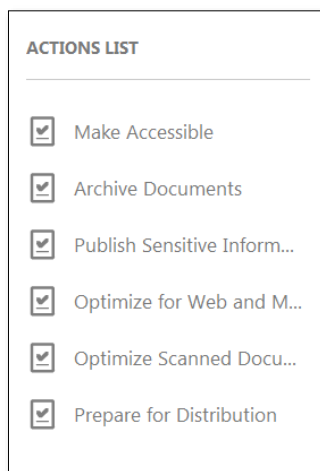 ACTIONS LIST
Make Accessible
Archive Documents
Publish Sensitive Inform...
Optimize for Web and M...
Optimize Scanned Docu...
Prepare for Distribution